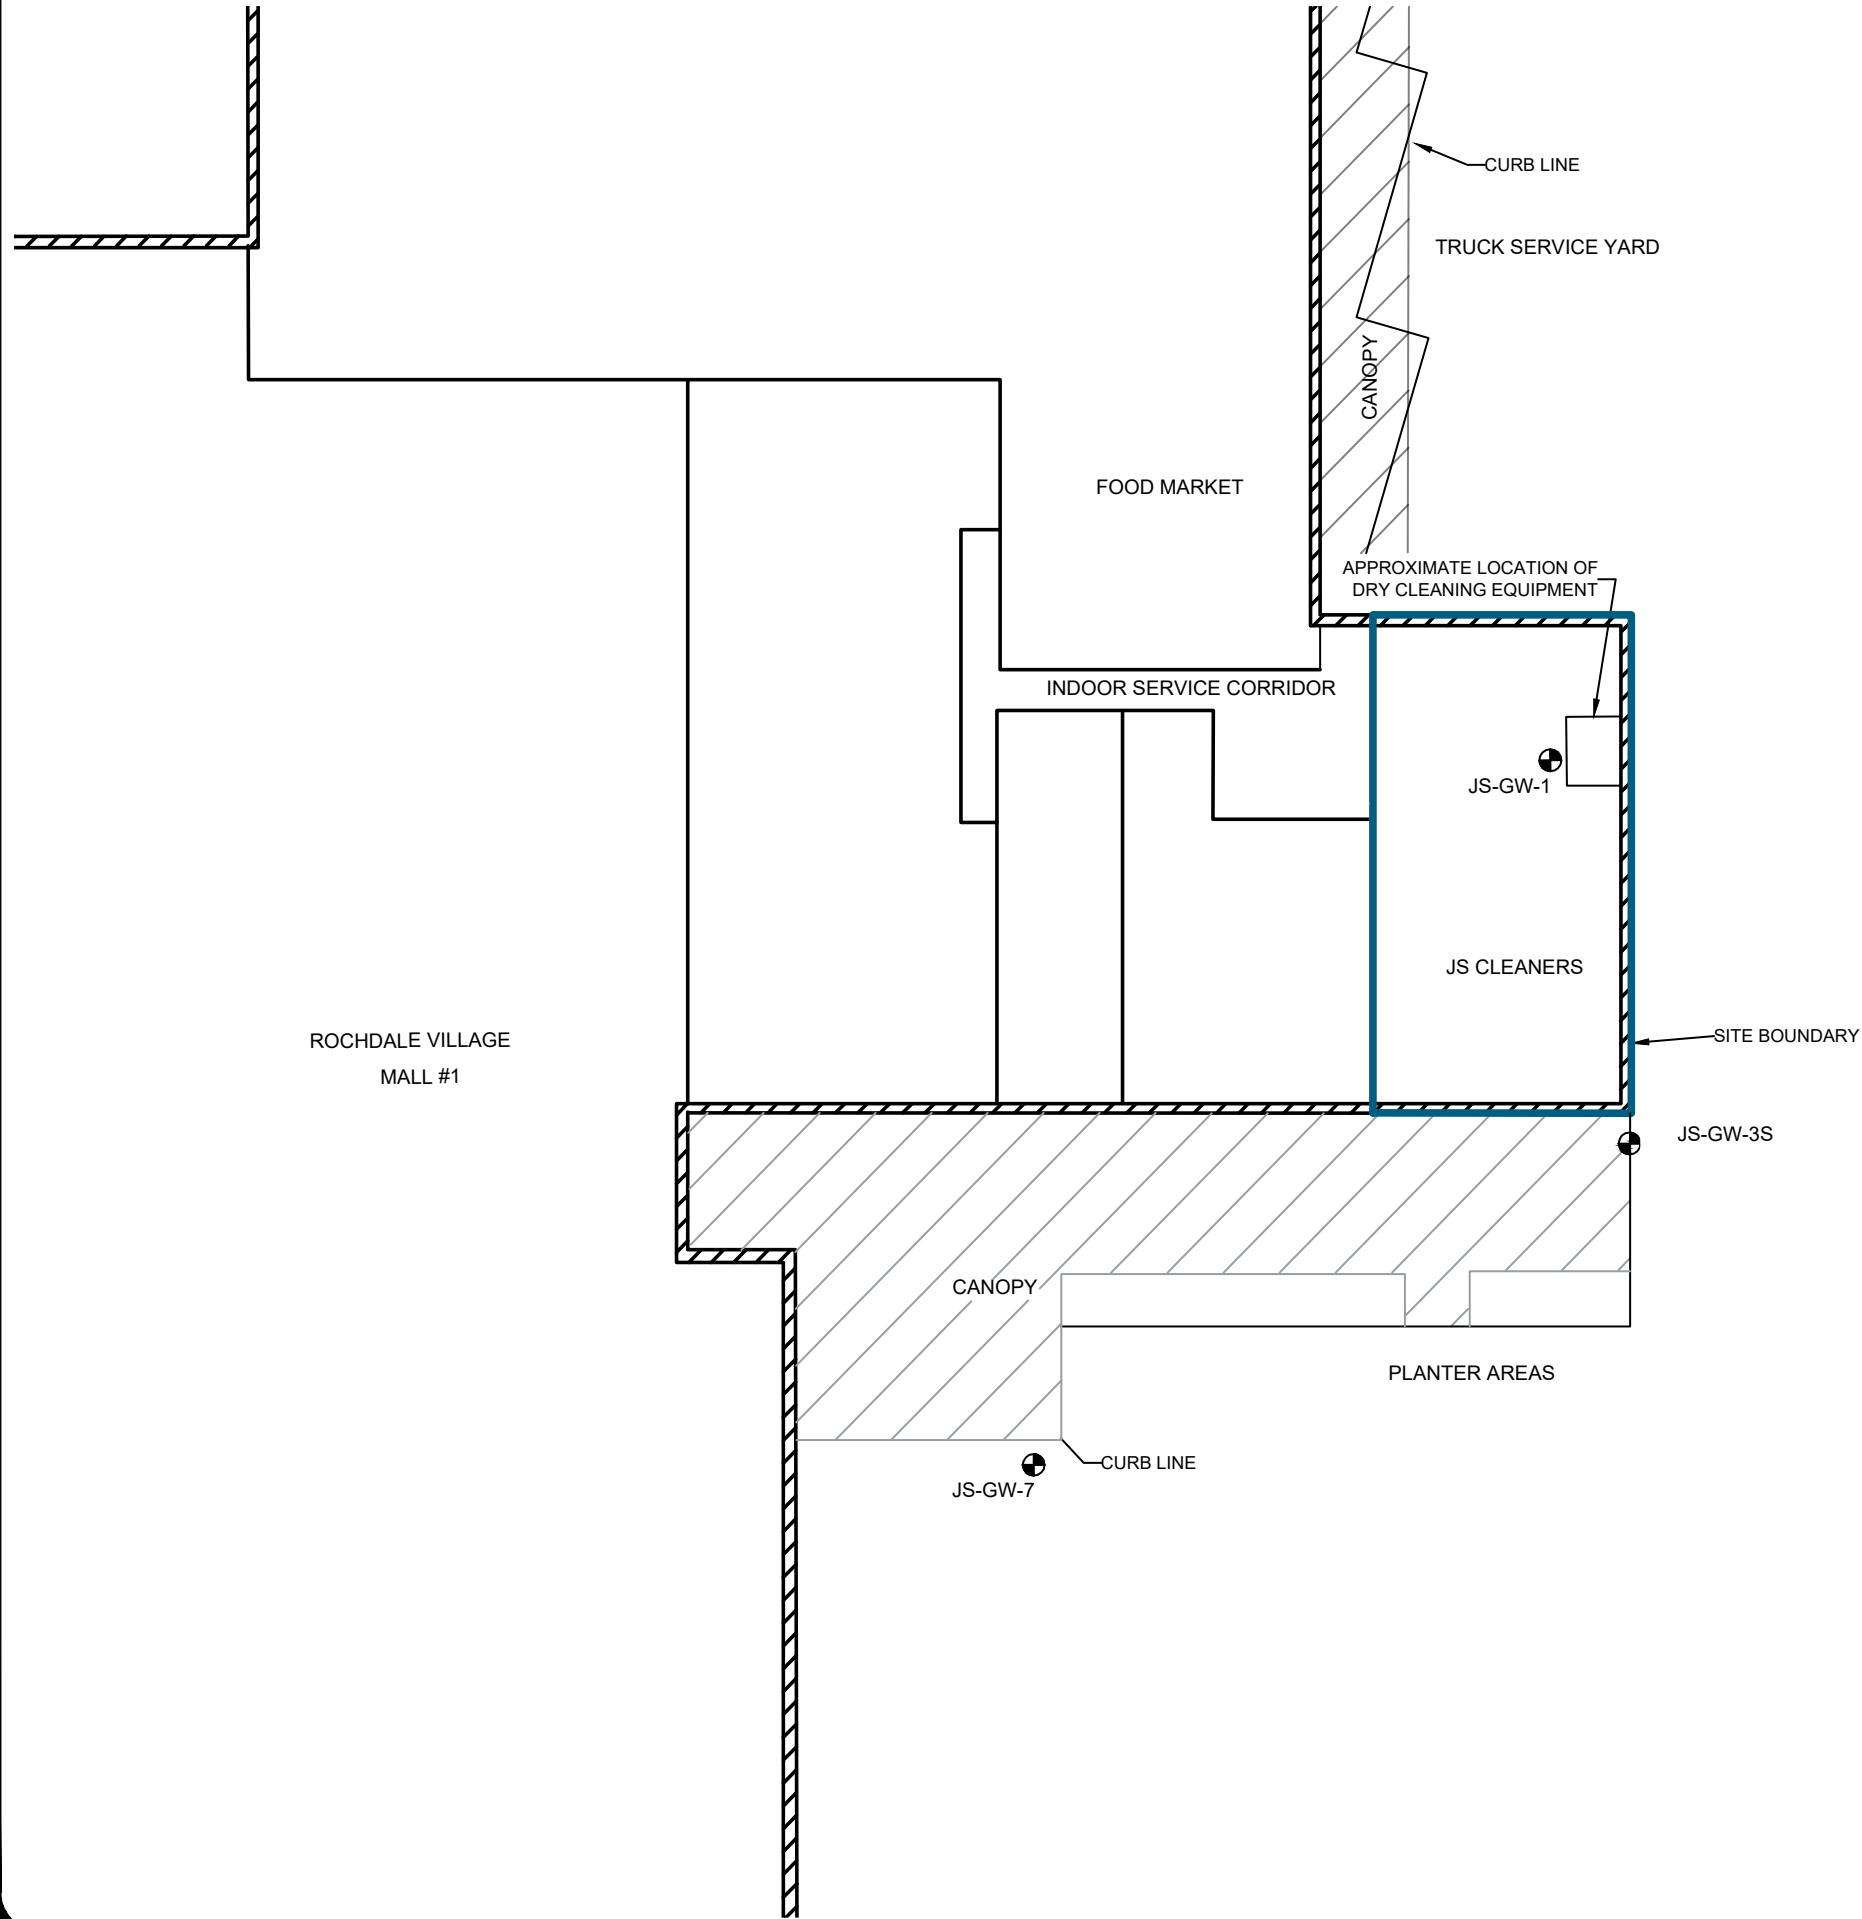 CURB LINE
TRUCK SERVICE YARD
CANOPY
FOOD MARKET
APPROXIMATE LOCATION OF
DRY CLEANING EQUIPMENT
INDOOR SERVICE CORRIDOR
JS-GW-1
JS CLEANERS
ROCHDALE VILLAGE
MALL #1
SITE BOUNDARY
JS-GW-3S
CANOPY
PLANTER AREAS
CURB LINE
JS-GW-7